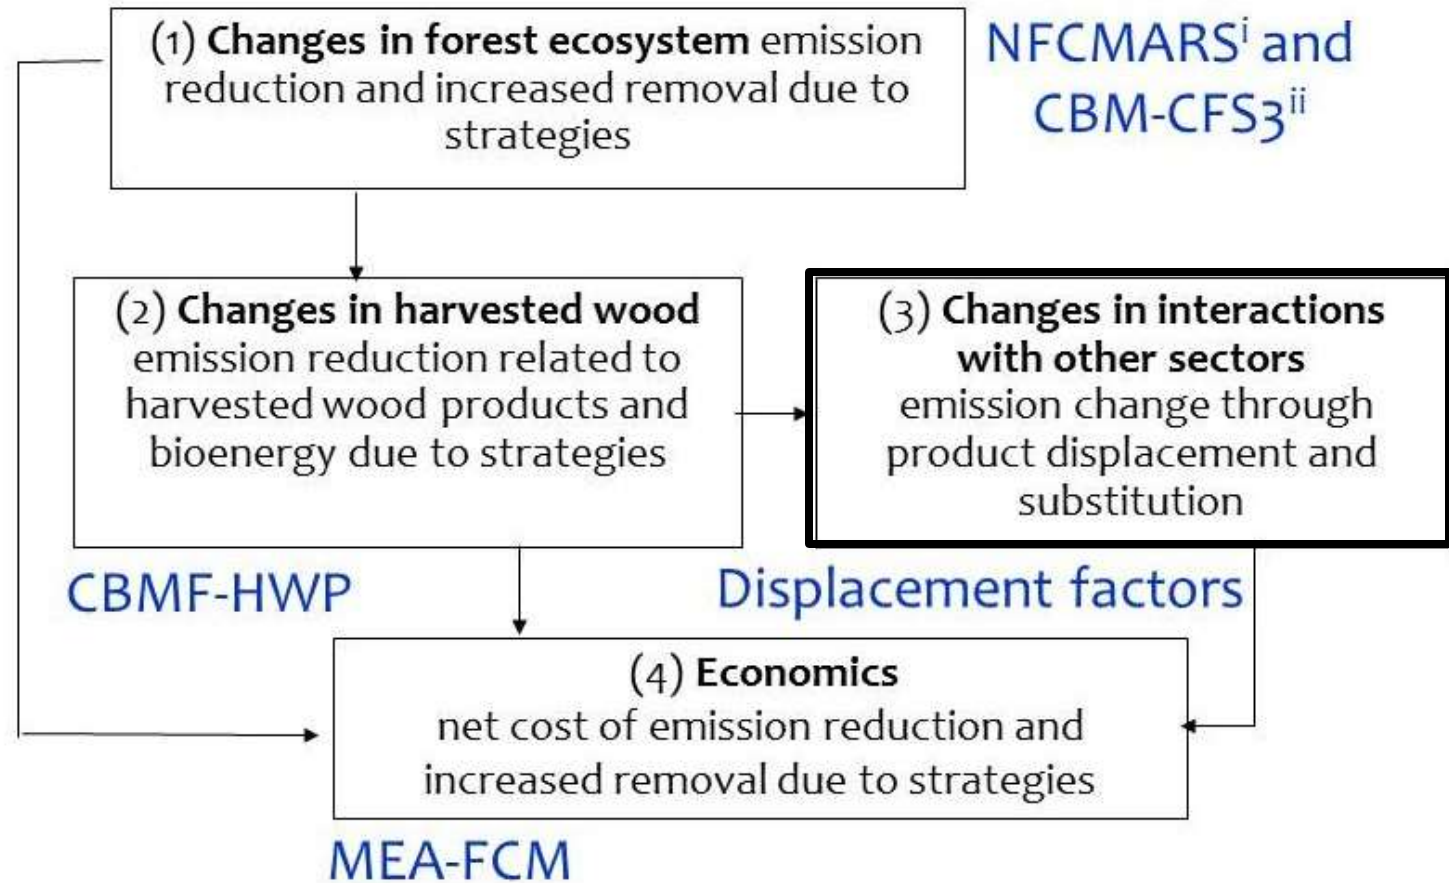 (1) Changes in forest ecosystem emission
reduction and increased removal due to
strategies
NFCMARSⁱ and
CBM-CFS3ⁱⁱ
(2) Changes in harvested wood
emission reduction related to
harvested wood products and
bioenergy due to strategies
(3) Changes in interactions
with other sectors
emission change through
product displacement and
substitution
CBMF-HWP
Displacement factors
(4) Economics
net cost of emission reduction and
increased removal due to strategies
MEA-FCM